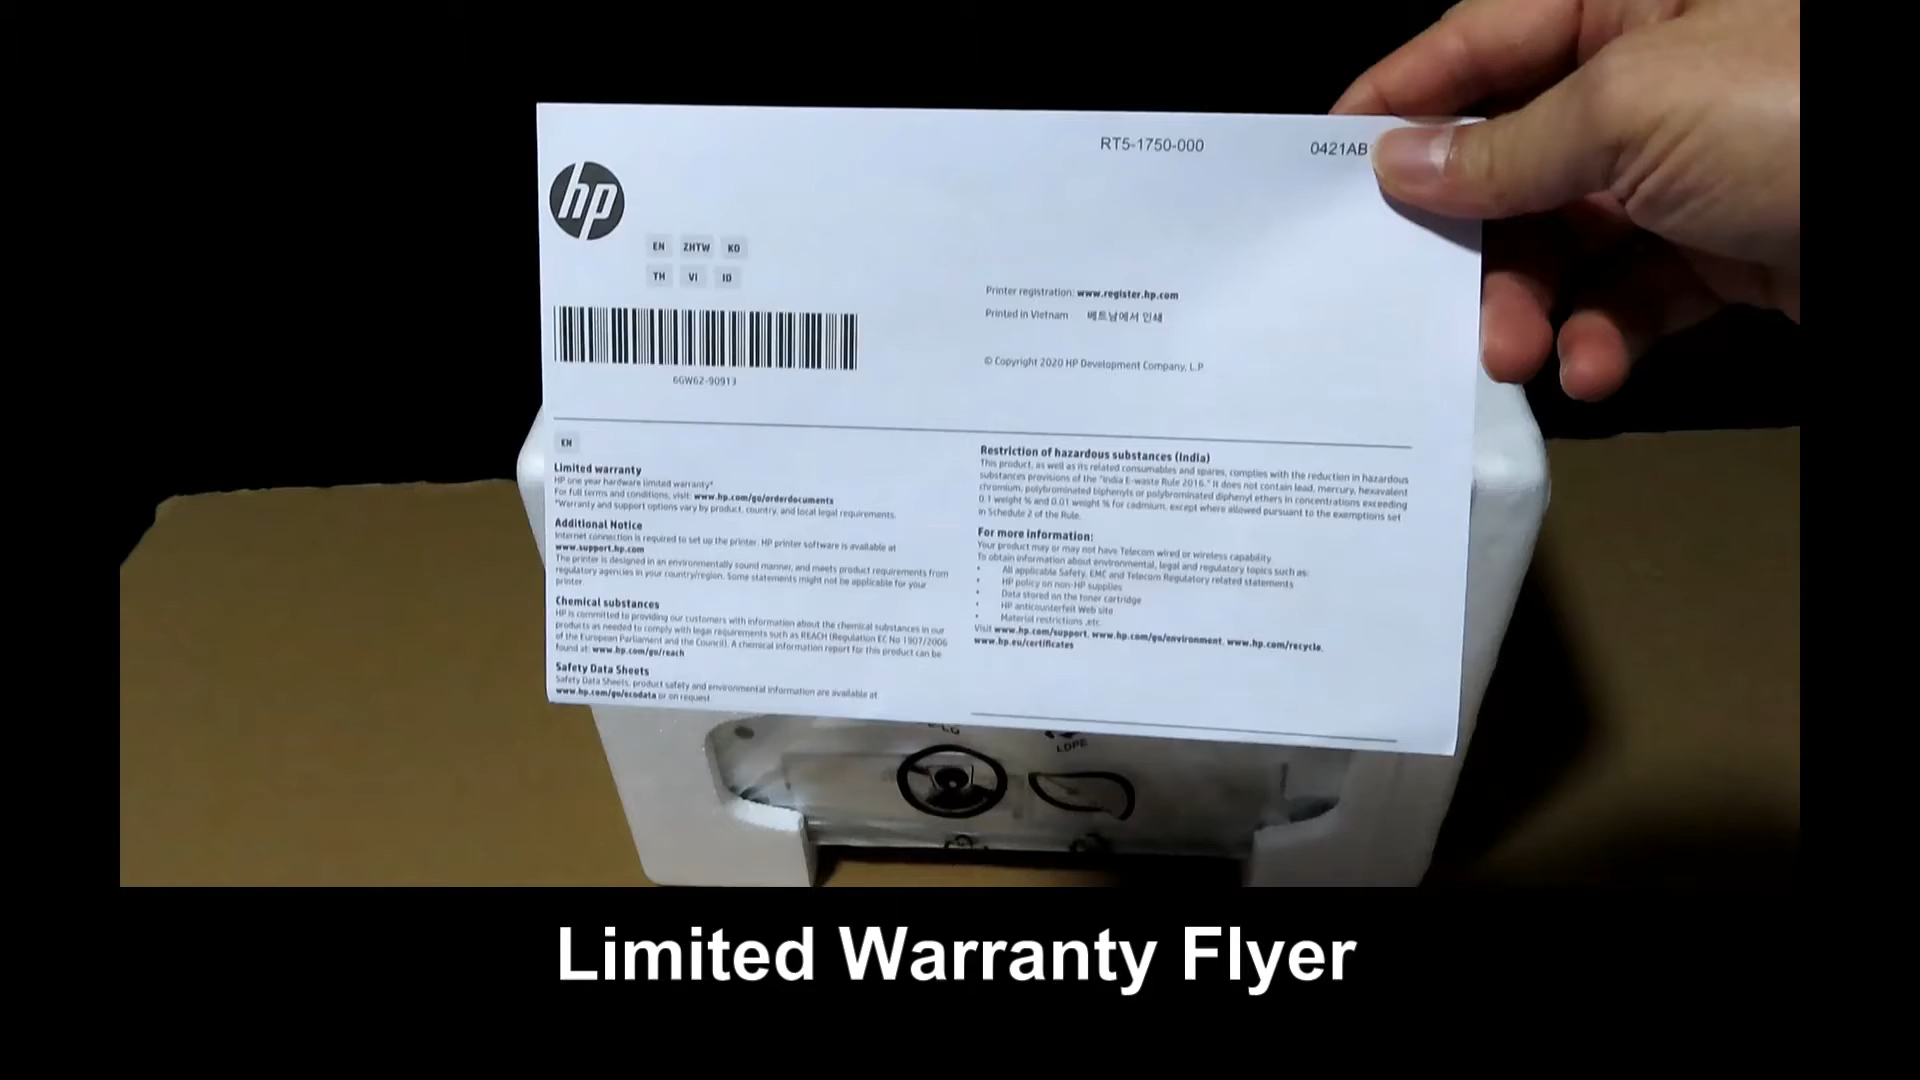 RT5-1750-000 0421AB
hp
EN ZHTW KO
TH VI ID
6GW62-90913
Printer registration: www.register.hp.com
Printed in Vietnam 베트남에서 인쇄
© Copyright 2020 HP Development Company, L.P
EN
Limited warranty
HP one year hardware limited warranty*
For full terms and conditions, visit: www.hp.com/go/orderdocuments
*Warranty and support options vary by product, country, and local legal requirements.
Additional Notice
Internet connection is required to set up the printer. HP printer software is available at
www.support.hp.com
The printer is designed in an environmentally sound manner, and meets product requirements from
regulatory agencies in your country/region. Some statements might not be applicable for your
printer.
Chemical substances
HP is committed to providing our customers with information about the chemical substances in our
products as needed to comply with legal requirements such as REACH (Regulation EC No 1907/2006
of the European Parliament and the Council). A chemical information report for this product can be
found at: www.hp.com/go/reach
Safety Data Sheets
Safety Data Sheets, product safety and environmental information are available at
www.hp.com/go/ecodata or on request.
Restriction of hazardous substances (India)
This product, as well as its related consumables and spares, complies with the reduction in hazardous
substances provisions of the "India E-waste Rule 2016." It does not contain lead, mercury, hexavalent
chromium, polybrominated biphenyls or polybrominated diphenyl ethers in concentrations exceeding
0.1 weight % and 0.01 weight % for cadmium, except where allowed pursuant to the exemptions set
in Schedule 2 of the Rule.
For more information:
Your product may or may not have Telecom wired or wireless capability
To obtain information about environmental, legal and regulatory topics such as:
• All applicable Safety, EMC and Telecom Regulatory related statements
• HP policy on non-HP supplies
• Data stored on the toner cartridge
• HP anticounterfeit Web site
• Material restrictions ,etc.
Visit www.hp.com/support, www.hp.com/go/environment, www.hp.com/recycle,
www.hp.eu/certificates
LDPE
Limited Warranty Flyer